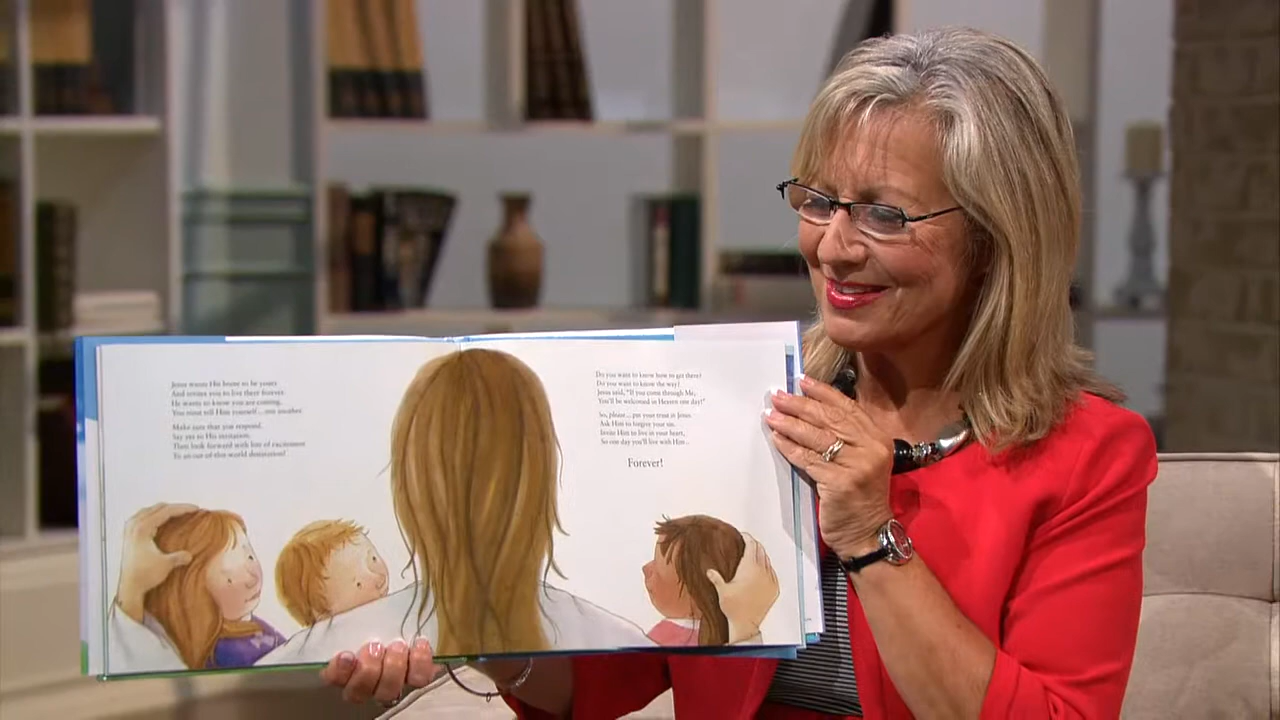 Jesus wants His home to be yours
And invites you to live there forever.
He wants to know you are coming,
You must tell Him yourself…not another.
Make sure that you respond.
Say yes to His invitation.
Then look forward with lots of excitement
To an out-of-this-world destination!
Do you want to know how to get there?
Do you want to know the way?
Jesus said, "If you come through Me,
You'll be welcomed in Heaven one day!"
So, please…put your trust in Jesus.
Ask Him to forgive your sin.
Invite Him to live in your heart,
So one day you'll live with Him…
Forever!